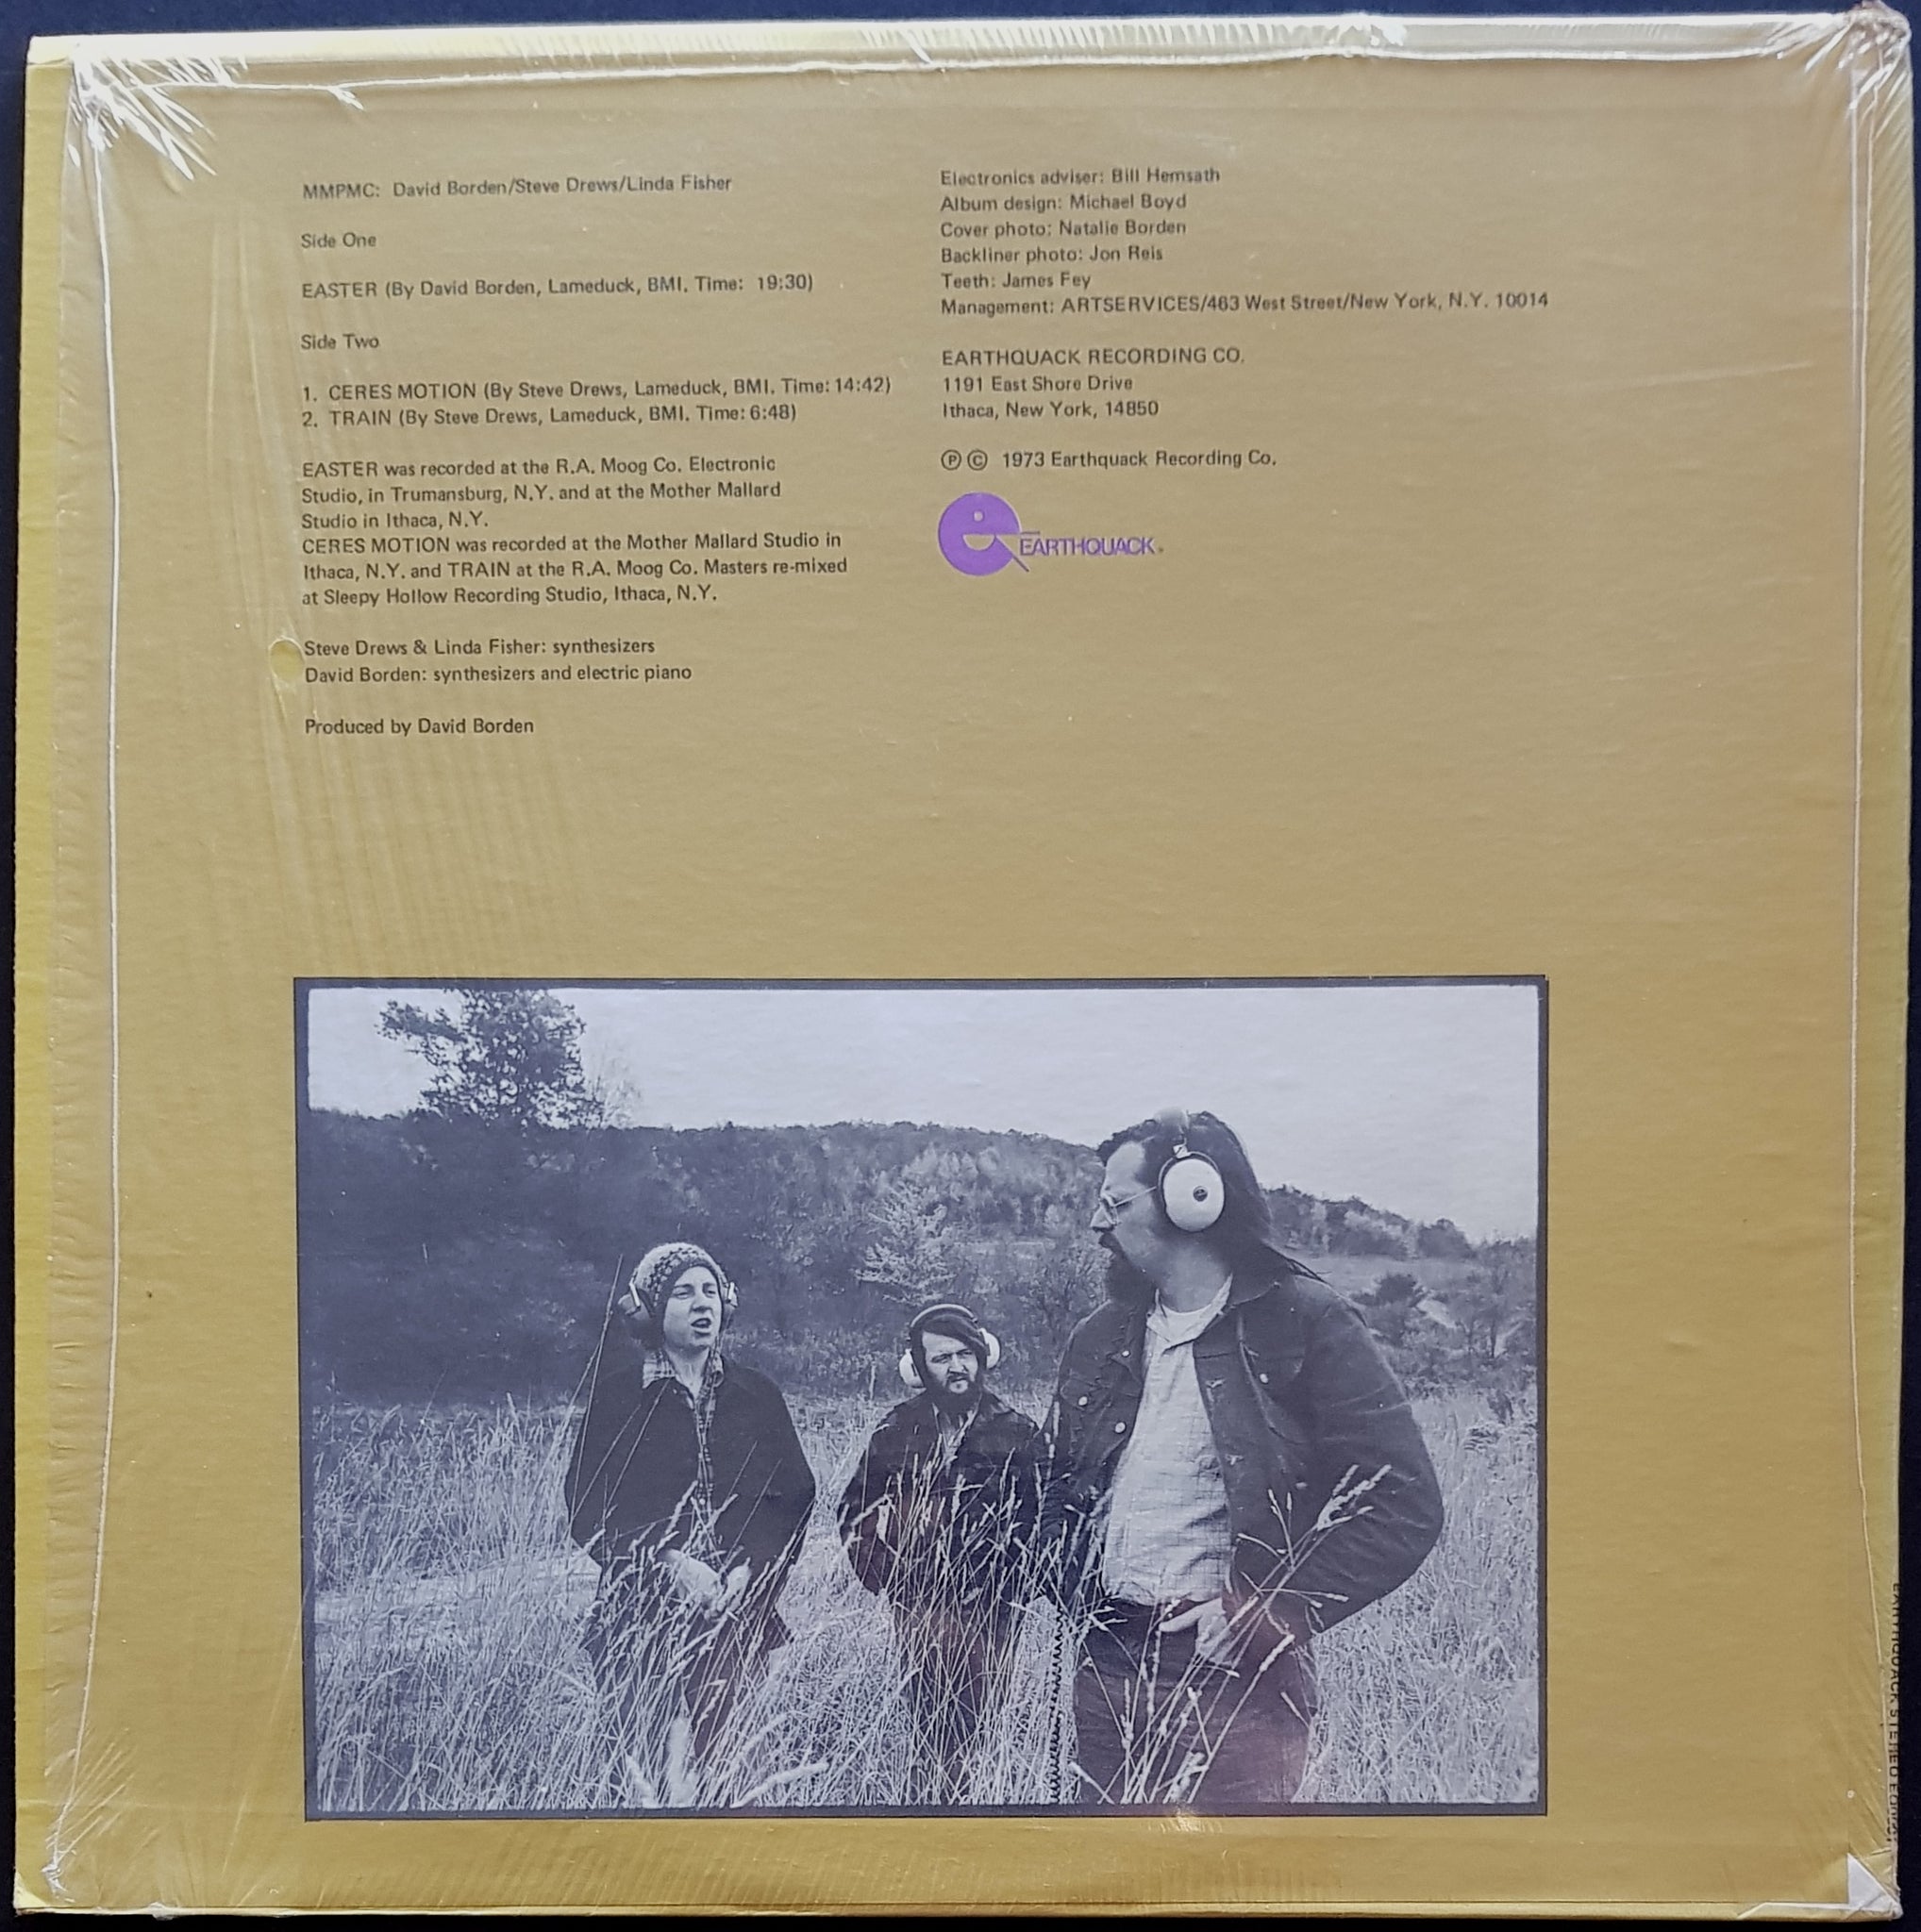 MMPMC: David Borden/Steve Drews/Linda Fisher
Side One
EASTER (By David Borden, Lameduck, BMI. Time: 19:30)
Side Two
1. CERES MOTION (By Steve Drews, Lameduck, BMI. Time: 14:42)
2. TRAIN (By Steve Drews, Lameduck, BMI. Time: 6:48)
EASTER was recorded at the R.A. Moog Co. Electronic
Studio, in Trumansburg, N.Y. and at the Mother Mallard
Studio in Ithaca, N.Y.
CERES MOTION was recorded at the Mother Mallard Studio in
Ithaca, N.Y. and TRAIN at the R.A. Moog Co. Masters re-mixed
at Sleepy Hollow Recording Studio, Ithaca, N.Y.
Steve Drews & Linda Fisher: synthesizers
David Borden: synthesizers and electric piano
Produced by David Borden
Electronics adviser: Bill Hemsath
Album design: Michael Boyd
Cover photo: Natalie Borden
Backliner photo: Jon Reis
Teeth: James Fey
Management: ARTSERVICES/463 West Street/New York, N.Y. 10014
EARTHQUACK RECORDING CO.
1191 East Shore Drive
Ithaca, New York, 14850
℗ © 1973 Earthquack Recording Co.
EARTHQUACK
EARTHQUACK STEREO